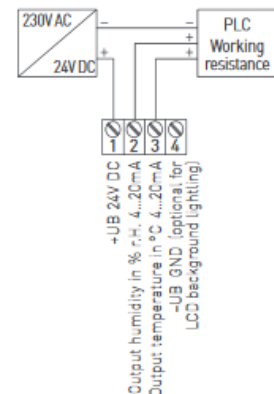 230V AC
24V DC
−
+
−
+
+
PLC
Working
resistance
1
2
3
4
+UB 24V DC
Output humidity in % r.H. 4...20mA
Output temperature in °C 4...20mA
−UB GND (optional for
LCD background lightling)